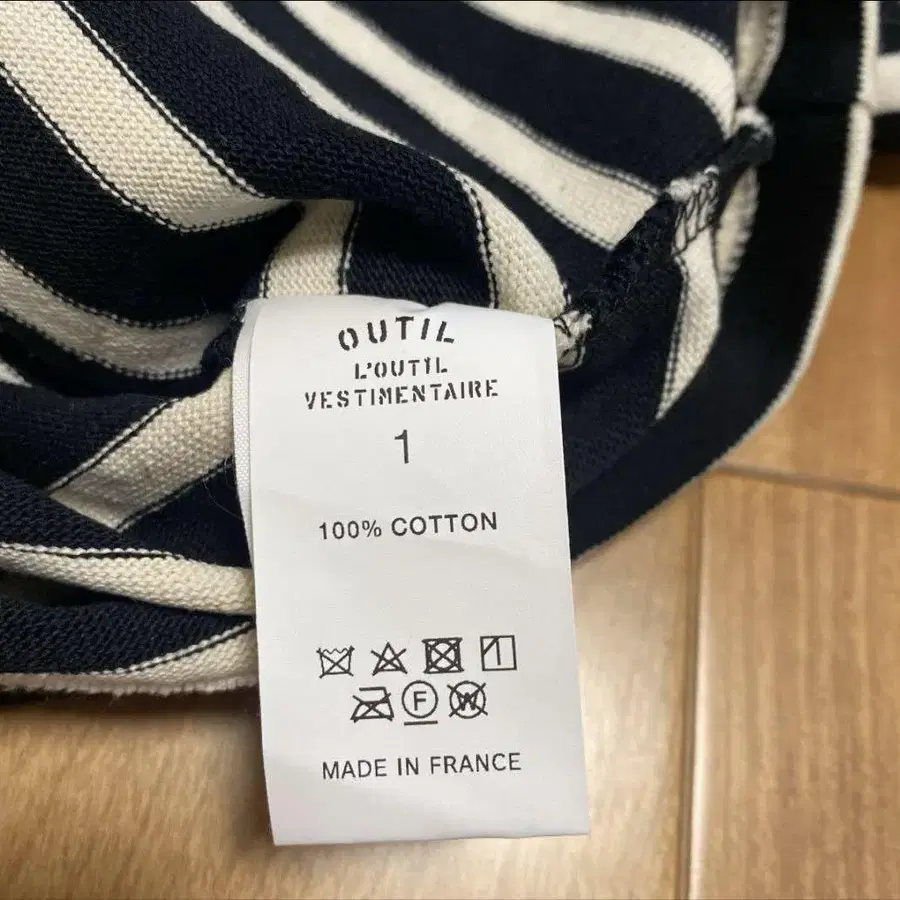 OUTIL
L'OUTIL
VESTIMENTAIRE
1
100% COTTON
F W
MADE IN FRANCE